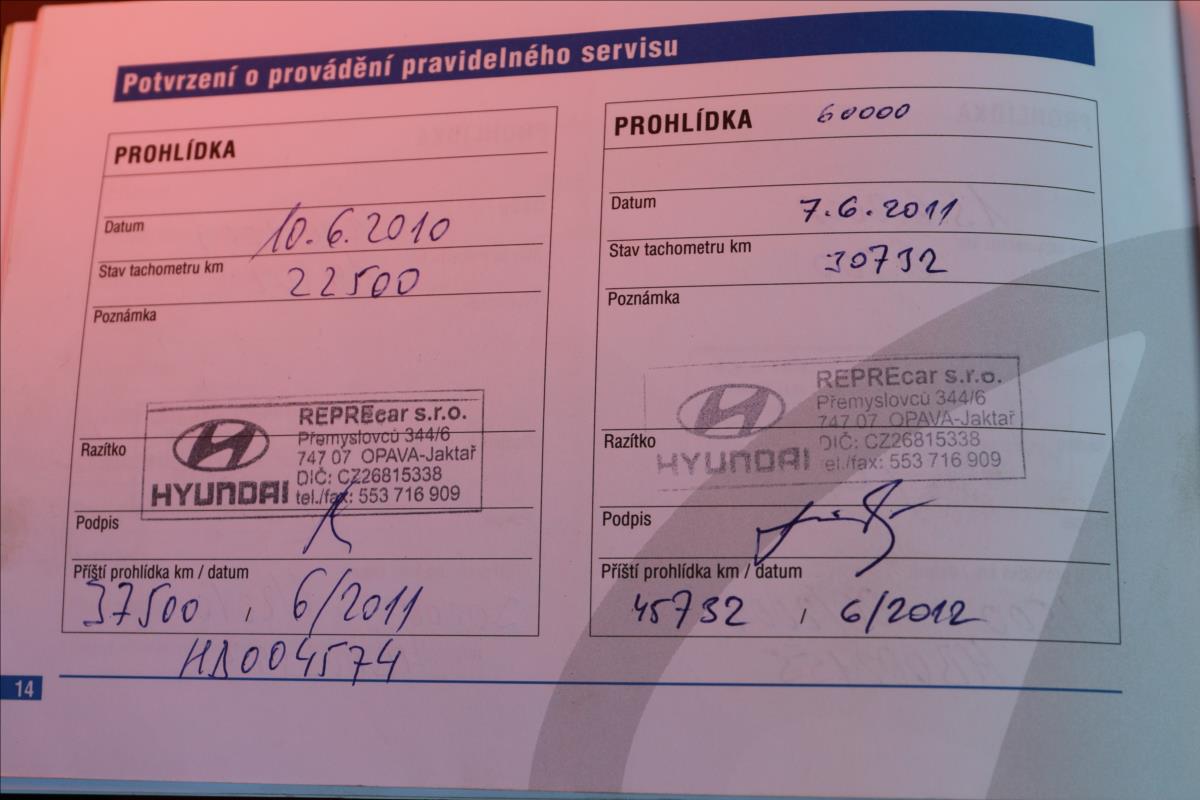 Potvrzení o provádění pravidelného servisu
PROHLÍDKA
Datum 10.6.2010
Stav tachometru km 22500
Poznámka
REPREcar s.r.o.
Přemyslovců 344/6
747 07 OPAVA-Jaktař
DIČ: CZ26815338
HYUNDAI tel./fax: 553 716 909
Razítko
Podpis
Příští prohlídka km / datum
37500 , 6/2011
HA004574
PROHLÍDKA 60000
Datum 7.6.2011
Stav tachometru km 30732
Poznámka
REPREcar s.r.o.
Přemyslovců 344/6
747 07 OPAVA-Jaktař
DIČ: CZ26815338
HYUNDAI tel./fax: 553 716 909
Razítko
Podpis
Příští prohlídka km / datum
45732 , 6/2012
14